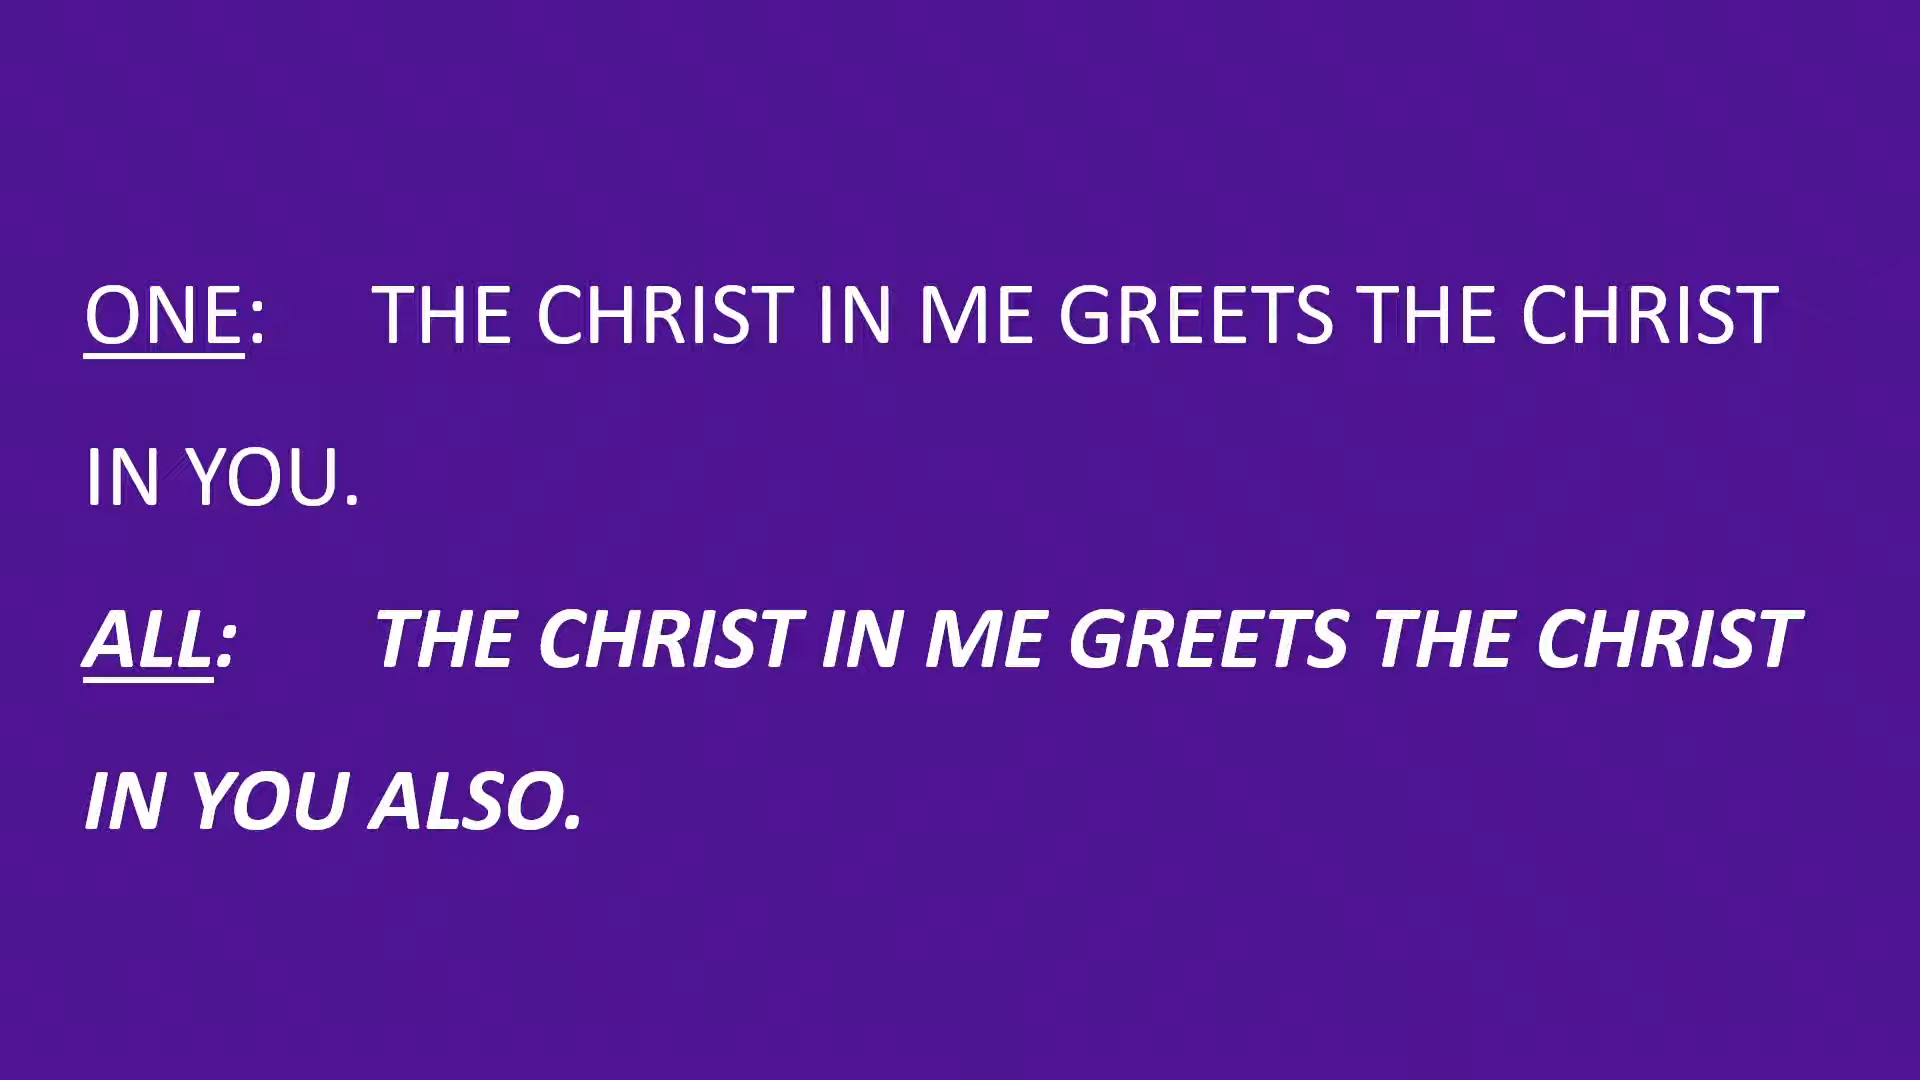 ONE: THE CHRIST IN ME GREETS THE CHRIST
IN YOU.
ALL: THE CHRIST IN ME GREETS THE CHRIST
IN YOU ALSO.